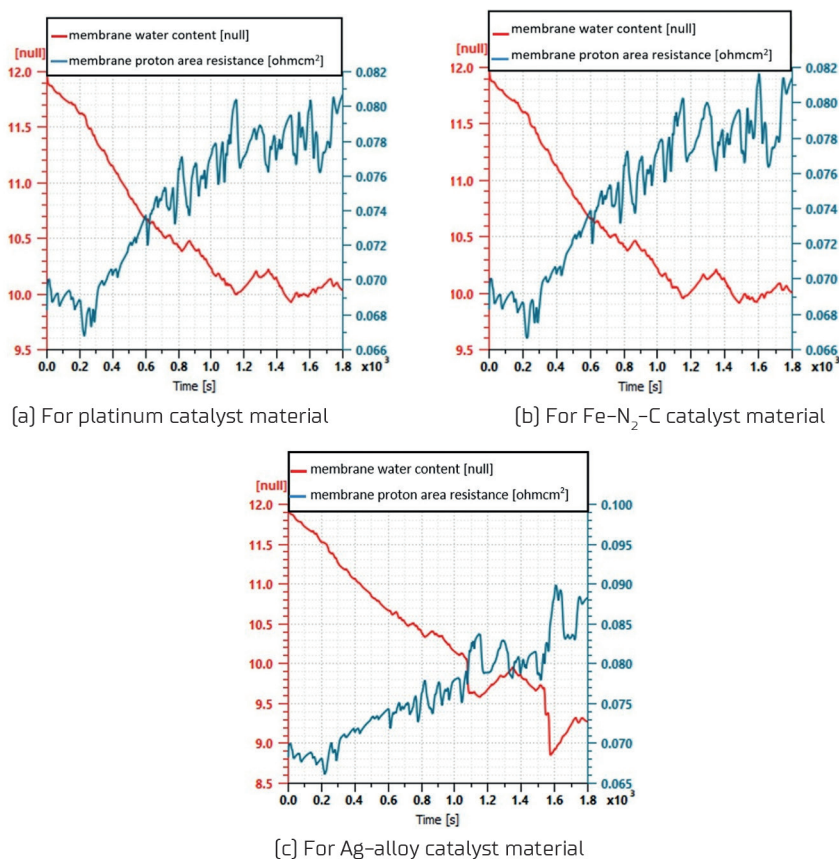 membrane water content [null]
membrane proton area resistance [ohmcm²]
[null]
12.0
11.5
11.0
10.5
10.0
9.5
0.082
0.080
0.078
0.076
0.074
0.072
0.070
0.068
0.066
0.0 0.2 0.4 0.6 0.8 1.0 1.2 1.4 1.6 1.8 x10³
Time [s]
(a) For platinum catalyst material
membrane water content [null]
membrane proton area resistance [ohmcm²]
[null]
12.0
11.5
11.0
10.5
10.0
9.5
0.082
0.080
0.078
0.076
0.074
0.072
0.070
0.068
0.066
0.0 0.2 0.4 0.6 0.8 1.0 1.2 1.4 1.6 1.8 x10³
Time [s]
(b) For Fe–N₂–C catalyst material
membrane water content [null]
membrane proton area resistance [ohmcm²]
[null]
12.0
11.5
11.0
10.5
10.0
9.5
9.0
8.5
0.100
0.095
0.090
0.085
0.080
0.075
0.070
0.065
0.0 0.2 0.4 0.6 0.8 1.0 1.2 1.4 1.6 1.8 x10³
Time [s]
(c) For Ag–alloy catalyst material